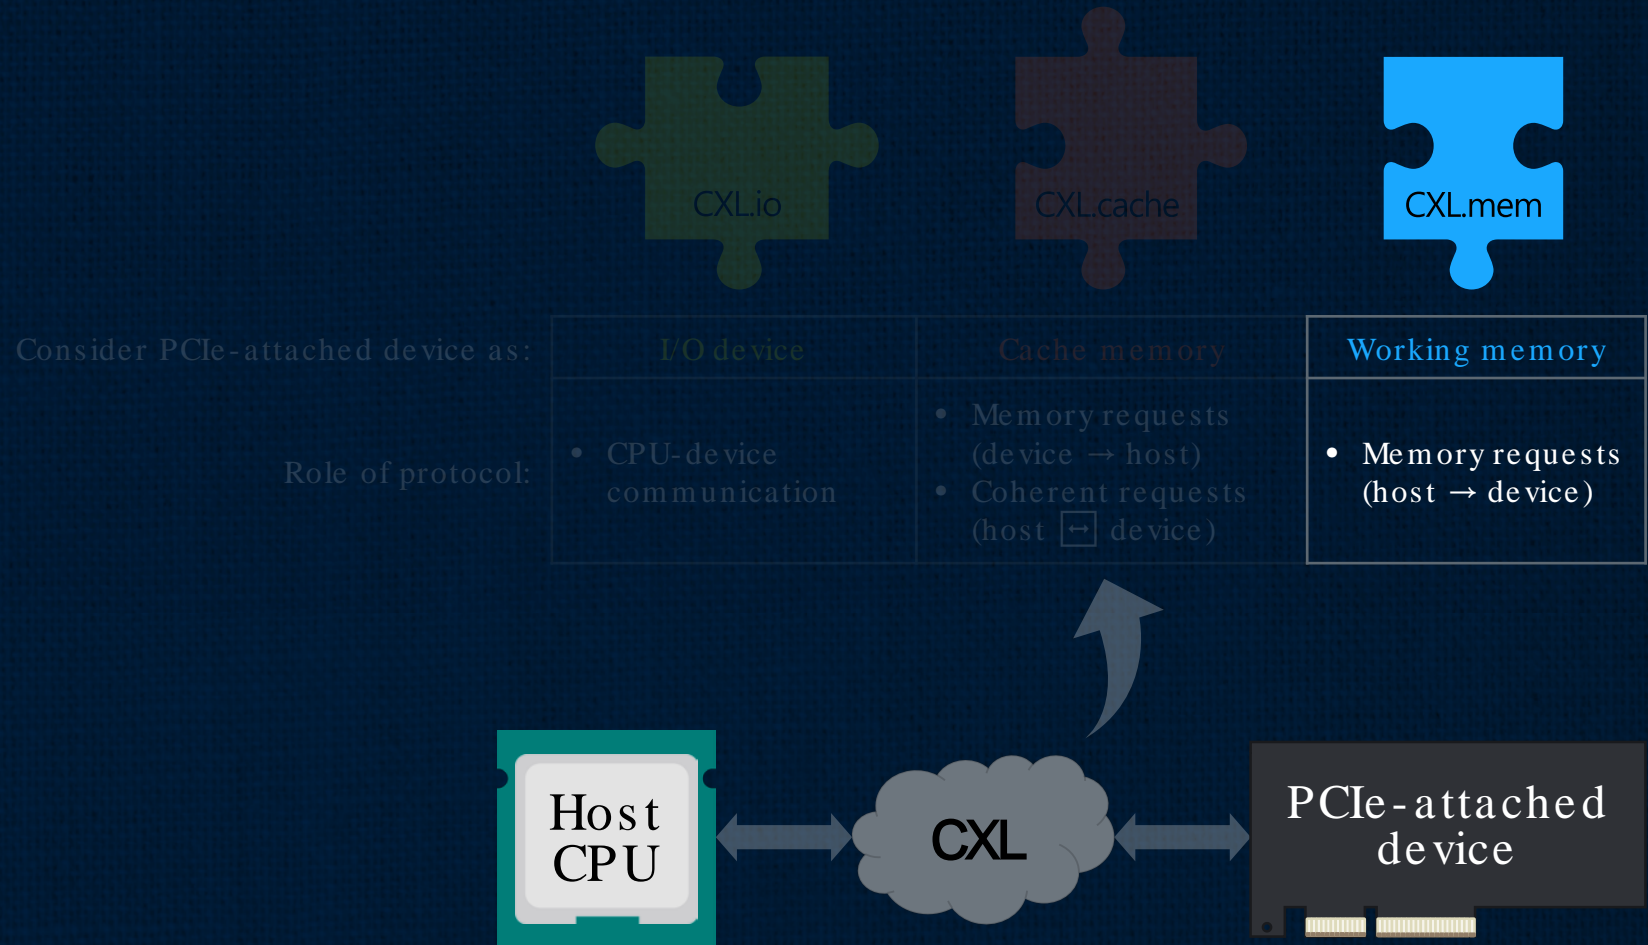 CXL.io
CXL.cache
CXL.mem
Consider PCIe-attached device as:
I/O device
Cache memory
Working memory
Role of protocol:
• CPU-device
communication
• Memory requests
(device → host)
• Coherent requests
(host ↔ device)
• Memory requests
(host → device)
Host
CPU
CXL
PCIe-attached
device